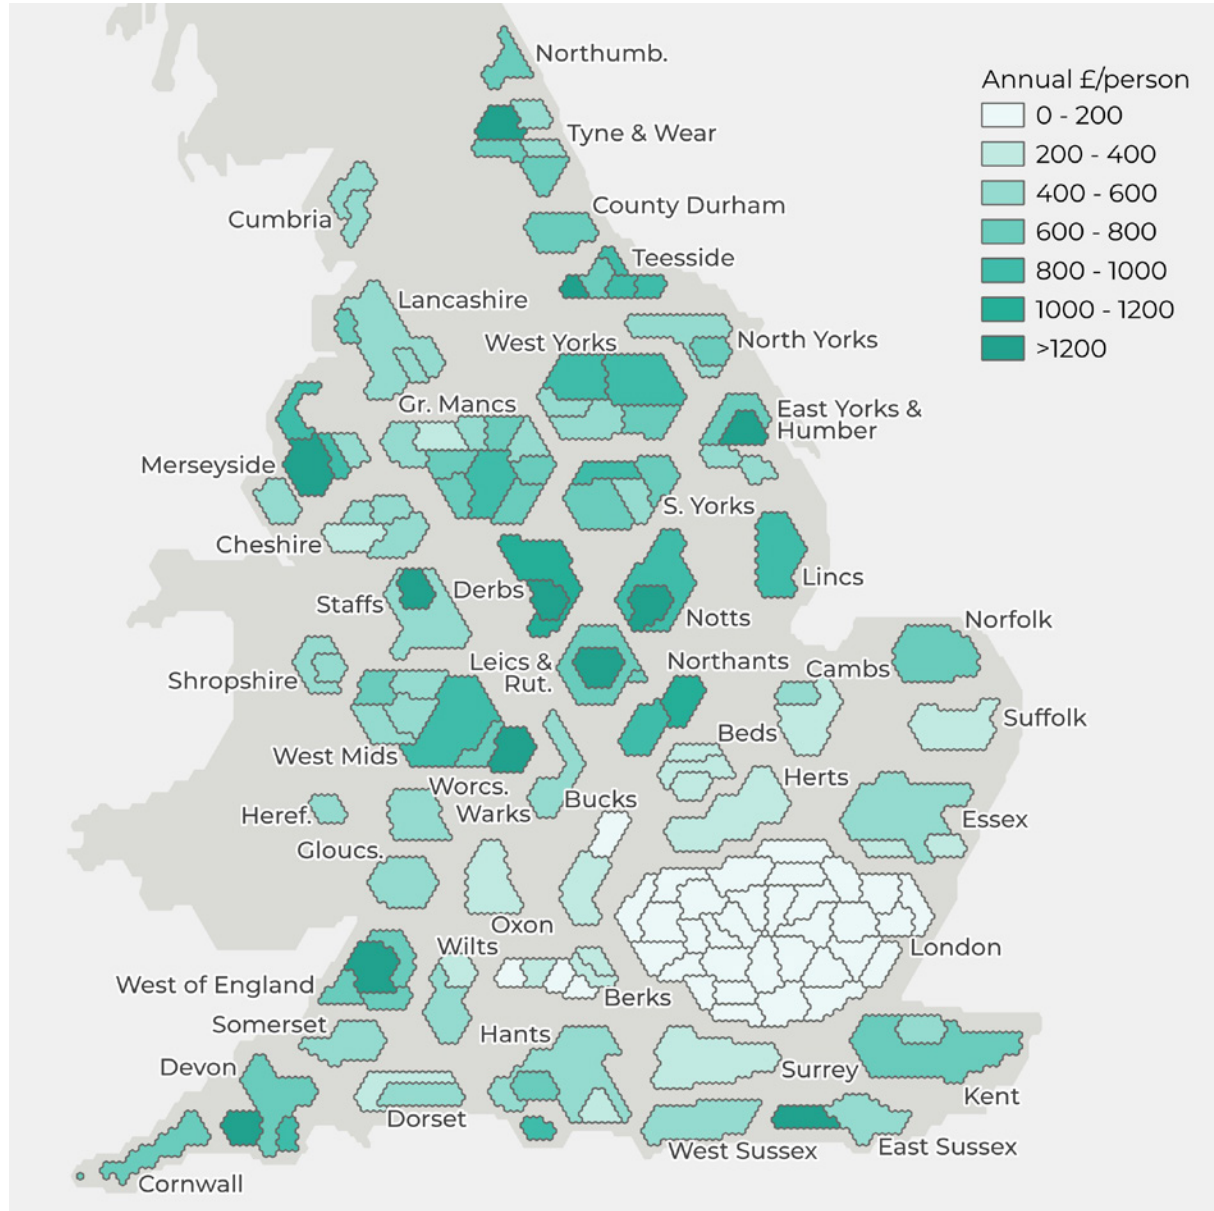 Northumb.
Annual £/person
0 - 200
200 - 400
400 - 600
600 - 800
800 - 1000
1000 - 1200
>1200
Tyne & Wear
County Durham
Cumbria
Teesside
Lancashire
West Yorks
North Yorks
Gr. Mancs
East Yorks &
Humber
Merseyside
S. Yorks
Cheshire
Lincs
Staffs
Derbs
Notts
Norfolk
Leics &
Rut.
Northants
Cambs
Shropshire
Suffolk
Beds
West Mids
Herts
Worcs.
Bucks
Heref.
Warks
Essex
Gloucs.
Oxon
Wilts
London
West of England
Berks
Somerset
Hants
Devon
Surrey
Kent
Dorset
West Sussex
East Sussex
Cornwall